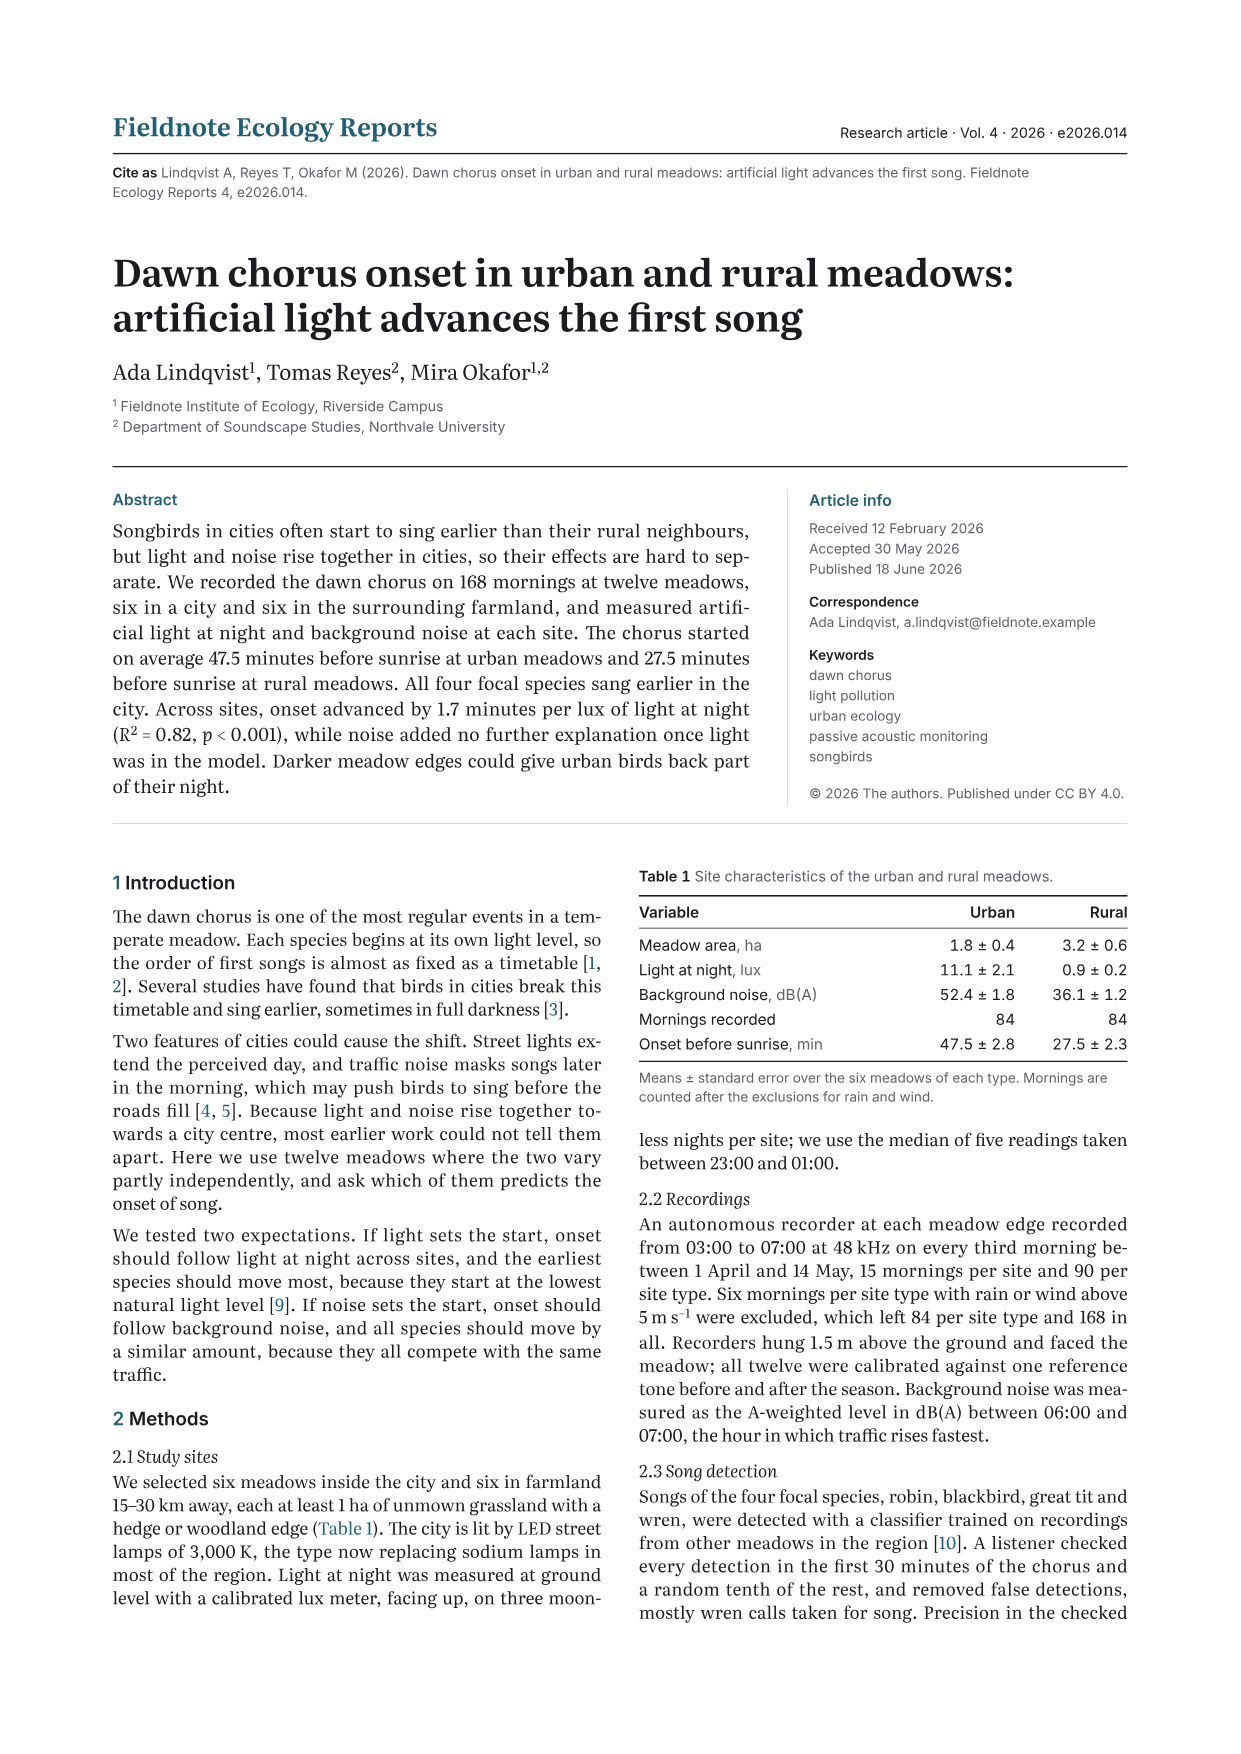 Fieldnote Ecology Reports
Research article · Vol. 4 · 2026 · e2026.014
Cite as Lindqvist A, Reyes T, Okafor M (2026). Dawn chorus onset in urban and rural meadows: artificial light advances the first song. Fieldnote
Ecology Reports 4, e2026.014.
Dawn chorus onset in urban and rural meadows:
artificial light advances the first song
Ada Lindqvist¹, Tomas Reyes², Mira Okafor¹,²
¹ Fieldnote Institute of Ecology, Riverside Campus
² Department of Soundscape Studies, Northvale University
Abstract
Songbirds in cities often start to sing earlier than their rural neighbours,
but light and noise rise together in cities, so their effects are hard to sep-
arate. We recorded the dawn chorus on 168 mornings at twelve meadows,
six in a city and six in the surrounding farmland, and measured artifi-
cial light at night and background noise at each site. The chorus started
on average 47.5 minutes before sunrise at urban meadows and 27.5 minutes
before sunrise at rural meadows. All four focal species sang earlier in the
city. Across sites, onset advanced by 1.7 minutes per lux of light at night
(R² = 0.82, p < 0.001), while noise added no further explanation once light
was in the model. Darker meadow edges could give urban birds back part
of their night.
Article info
Received 12 February 2026
Accepted 30 May 2026
Published 18 June 2026
Correspondence
Ada Lindqvist, a.lindqvist@fieldnote.example
Keywords
dawn chorus
light pollution
urban ecology
passive acoustic monitoring
songbirds
© 2026 The authors. Published under CC BY 4.0.
1 Introduction
The dawn chorus is one of the most regular events in a tem-
perate meadow. Each species begins at its own light level, so
the order of first songs is almost as fixed as a timetable [1,
2]. Several studies have found that birds in cities break this
timetable and sing earlier, sometimes in full darkness [3].
Two features of cities could cause the shift. Street lights ex-
tend the perceived day, and traffic noise masks songs later
in the morning, which may push birds to sing before the
roads fill [4, 5]. Because light and noise rise together to-
wards a city centre, most earlier work could not tell them
apart. Here we use twelve meadows where the two vary
partly independently, and ask which of them predicts the
onset of song.
We tested two expectations. If light sets the start, onset
should follow light at night across sites, and the earliest
species should move most, because they start at the lowest
natural light level [9]. If noise sets the start, onset should
follow background noise, and all species should move by
a similar amount, because they all compete with the same
traffic.
2 Methods
2.1 Study sites
We selected six meadows inside the city and six in farmland
15–30 km away, each at least 1 ha of unmown grassland with a
hedge or woodland edge (Table 1). The city is lit by LED street
lamps of 3,000 K, the type now replacing sodium lamps in
most of the region. Light at night was measured at ground
level with a calibrated lux meter, facing up, on three moon-
Table 1 Site characteristics of the urban and rural meadows.
Variable Urban Rural
Meadow area, ha 1.8 ± 0.4 3.2 ± 0.6
Light at night, lux 11.1 ± 2.1 0.9 ± 0.2
Background noise, dB(A) 52.4 ± 1.8 36.1 ± 1.2
Mornings recorded 84 84
Onset before sunrise, min 47.5 ± 2.8 27.5 ± 2.3
Means ± standard error over the six meadows of each type. Mornings are
counted after the exclusions for rain and wind.
less nights per site; we use the median of five readings taken
between 23:00 and 01:00.
2.2 Recordings
An autonomous recorder at each meadow edge recorded
from 03:00 to 07:00 at 48 kHz on every third morning be-
tween 1 April and 14 May, 15 mornings per site and 90 per
site type. Six mornings per site type with rain or wind above
5 m s⁻¹ were excluded, which left 84 per site type and 168 in
all. Recorders hung 1.5 m above the ground and faced the
meadow; all twelve were calibrated against one reference
tone before and after the season. Background noise was mea-
sured as the A-weighted level in dB(A) between 06:00 and
07:00, the hour in which traffic rises fastest.
2.3 Song detection
Songs of the four focal species, robin, blackbird, great tit and
wren, were detected with a classifier trained on recordings
from other meadows in the region [10]. A listener checked
every detection in the first 30 minutes of the chorus and
a random tenth of the rest, and removed false detections,
mostly wren calls taken for song. Precision in the checked